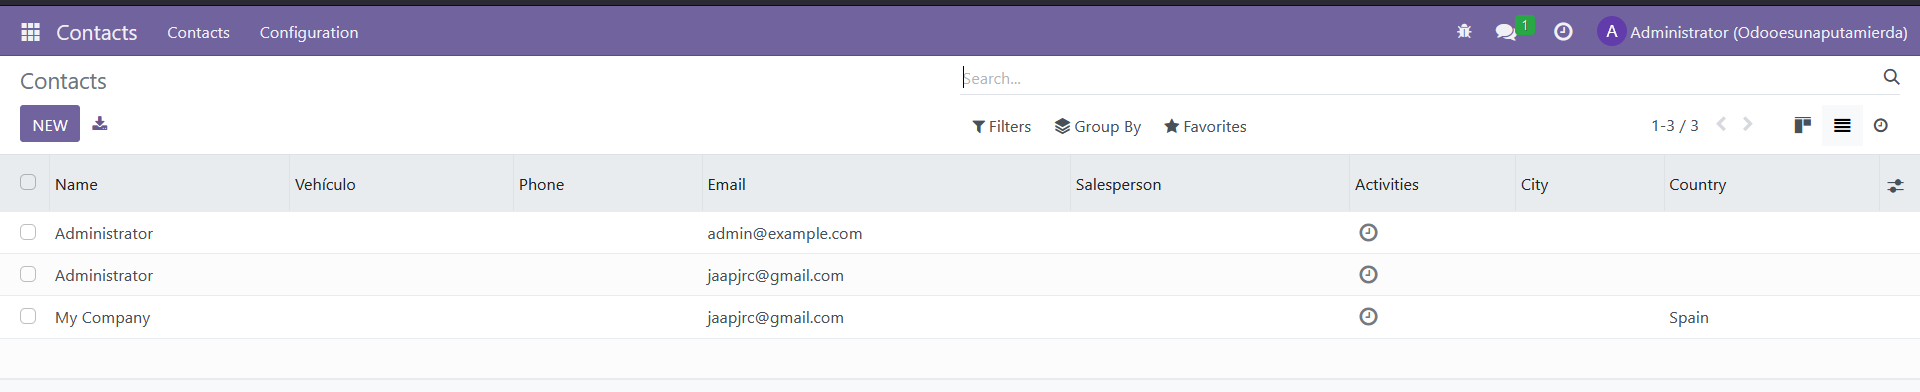 Contacts Contacts Configuration 1 A Administrator (Odooesunaputamierda)
Contacts Search...
NEW Filters Group By Favorites 1-3 / 3
Name Vehículo Phone Email Salesperson Activities City Country
Administrator admin@example.com
Administrator jaapjrc@gmail.com
My Company jaapjrc@gmail.com Spain